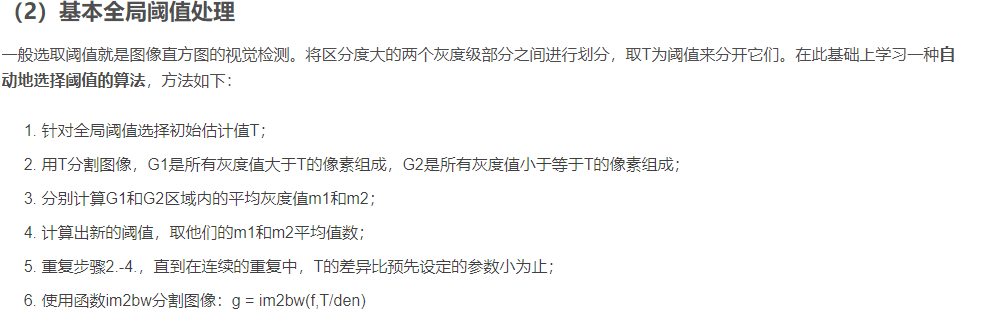 （2）基本全局阈值处理
一般选取阈值就是图像直方图的视觉检测。将区分度大的两个灰度级部分之间进行划分，取T为阈值来分开它们。在此基础上学习一种自
动地选择阈值的算法，方法如下：
1. 针对全局阈值选择初始估计值T；
2. 用T分割图像，G1是所有灰度值大于T的像素组成，G2是所有灰度值小于等于T的像素组成；
3. 分别计算G1和G2区域内的平均灰度值m1和m2；
4. 计算出新的阈值，取他们的m1和m2平均值数；
5. 重复步骤2.-4.，直到在连续的重复中，T的差异比预先设定的参数小为止；
6. 使用函数im2bw分割图像：g = im2bw(f,T/den)